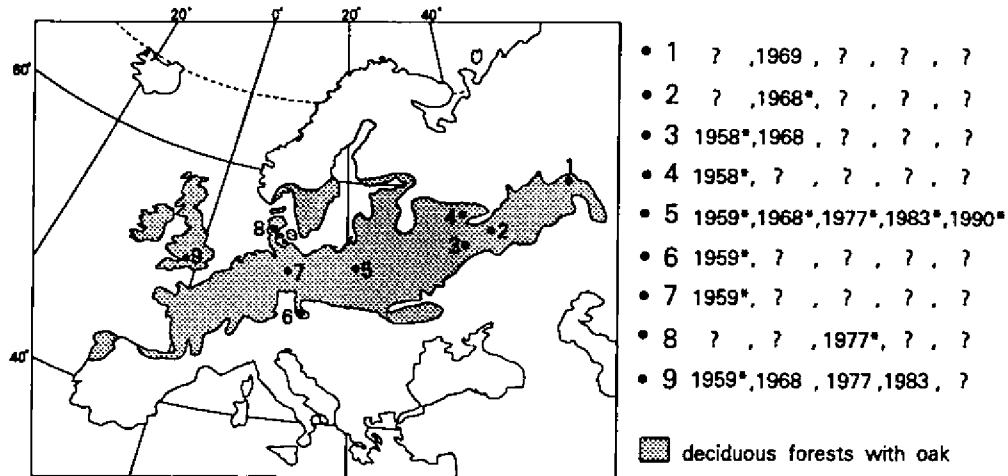 20° 0° 20° 40°
60°
40°
1 2 3 4 5 6 7 8 9
• 1 ? ,1969 , ? , ? , ?
• 2 ? ,1968*, ? , ? , ?
• 3 1958*,1968 , ? , ? , ?
• 4 1958*, ? , ? , ? , ?
• 5 1959*,1968*,1977*,1983*,1990*
• 6 1959*, ? , ? , ? , ?
• 7 1959*, ? , ? , ? , ?
• 8 ? , ? ,1977*, ? , ?
• 9 1959*,1968 ,1977 ,1983 , ?
deciduous forests with oak